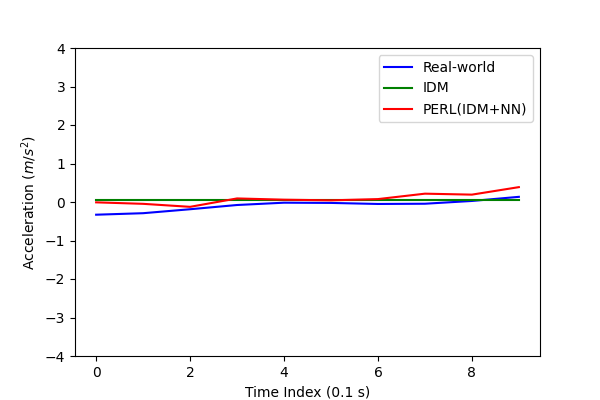 Real-world
IDM
PERL(IDM+NN)
4
3
2
1
0
−1
−2
−3
−4
Acceleration (m/s²)
0 2 4 6 8
Time Index (0.1 s)